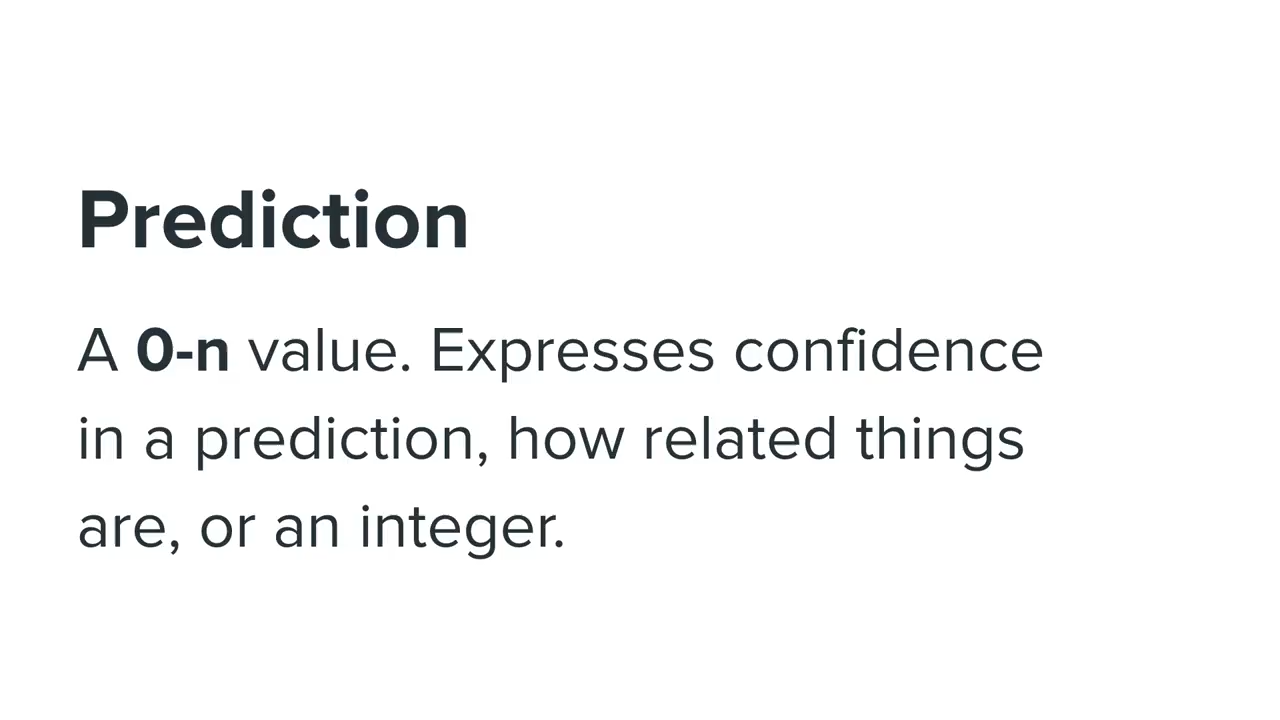 Prediction
A 0-n value. Expresses confidence
in a prediction, how related things
are, or an integer.